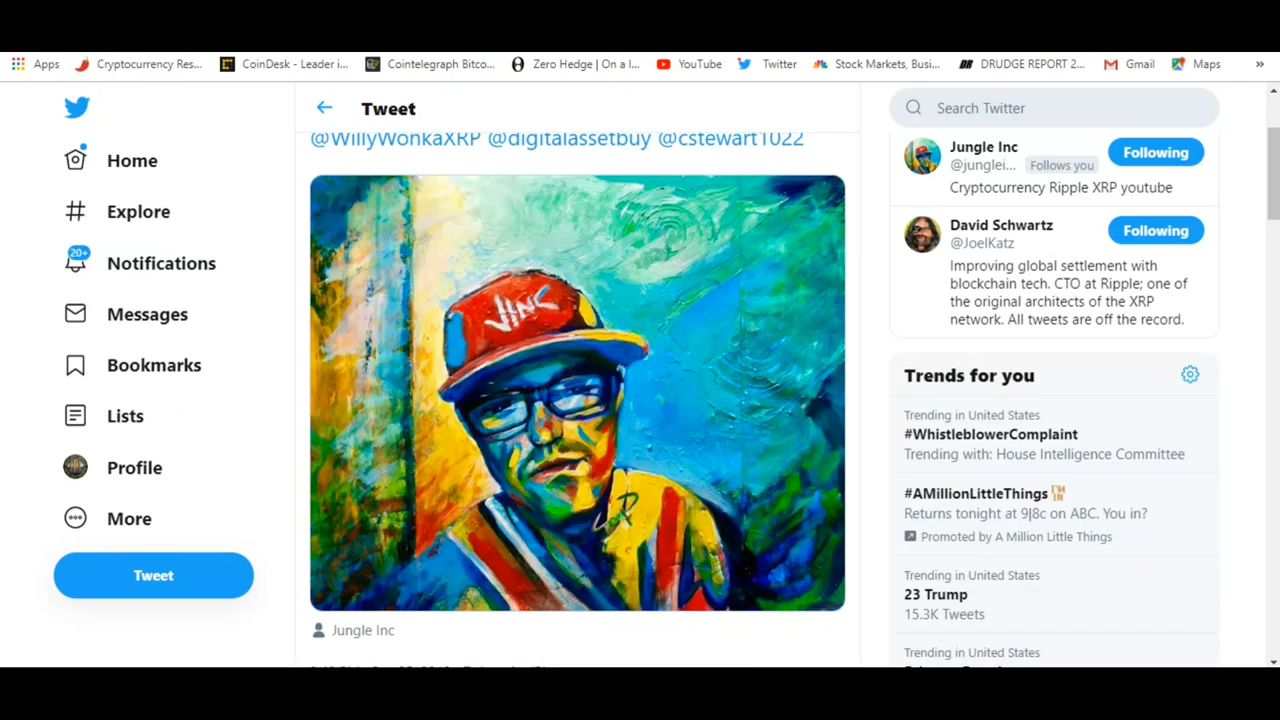 Apps
Cryptocurrency Res...
CoinDesk - Leader i...
Cointelegraph Bitco...
Zero Hedge | On a I...
YouTube
Twitter
Stock Markets, Busi...
DRUDGE REPORT 2...
Gmail
Maps
»
Home
Explore
20+
Notifications
Messages
Bookmarks
Lists
Profile
More
Tweet
Tweet
@WillyWonkaXRP @digitalassetbuy @cstewart1022
JINC
Jungle Inc
Search Twitter
Jungle Inc
@junglei... Follows you
Following
Cryptocurrency Ripple XRP youtube
David Schwartz
@JoelKatz
Following
Improving global settlement with
blockchain tech. CTO at Ripple; one of
the original architects of the XRP
network. All tweets are off the record.
Trends for you
Trending in United States
#WhistleblowerComplaint
Trending with: House Intelligence Committee
#AMillionLittleThings
I'M IN
Returns tonight at 9|8c on ABC. You in?
Promoted by A Million Little Things
Trending in United States
23 Trump
15.3K Tweets
Trending in United States